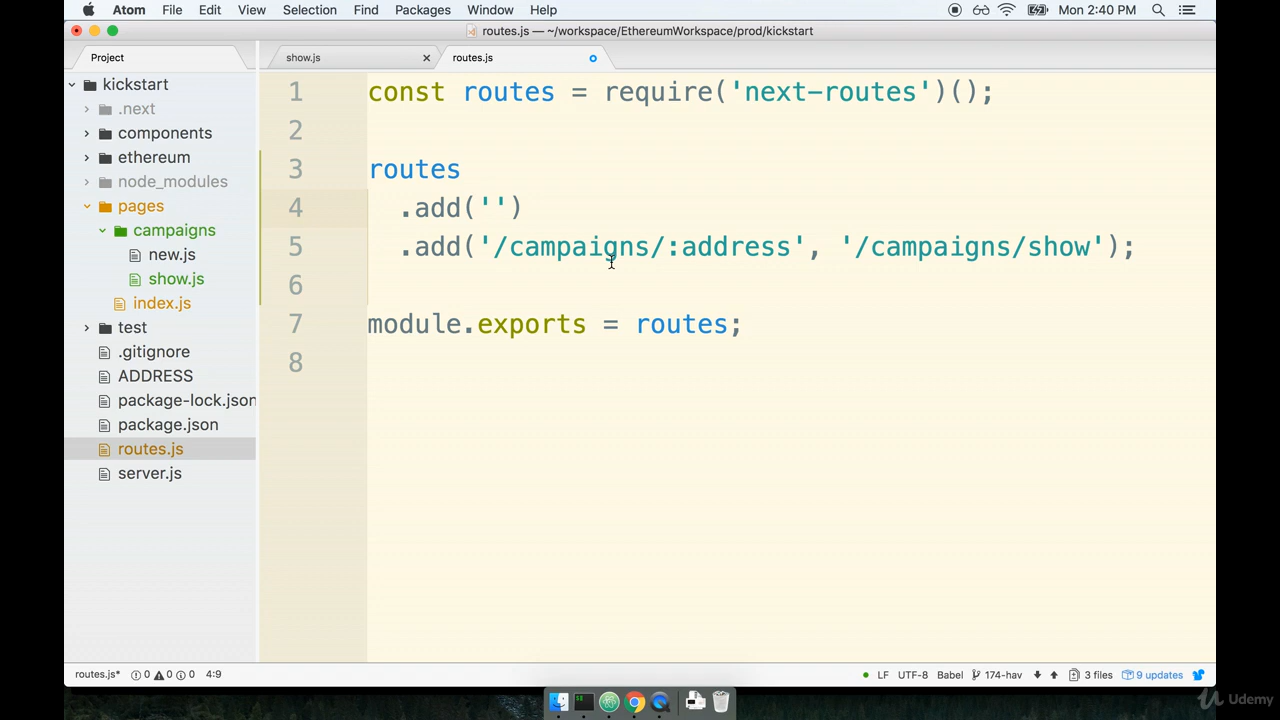 Atom File Edit View Selection Find Packages Window Help Mon 2:40 PM
routes.js — ~/workspace/EthereumWorkspace/prod/kickstart
Project show.js routes.js
kickstart
.next
components
ethereum
node_modules
pages
campaigns
new.js
show.js
index.js
test
.gitignore
ADDRESS
package-lock.json
package.json
routes.js
server.js
1 const routes = require('next-routes')();
2
3 routes
4 .add('')
5 .add('/campaigns/:address', '/campaigns/show');
6
7 module.exports = routes;
8
routes.js* 0 0 0 4:9 LF UTF-8 Babel 174-hav 3 files 9 updates
Udemy